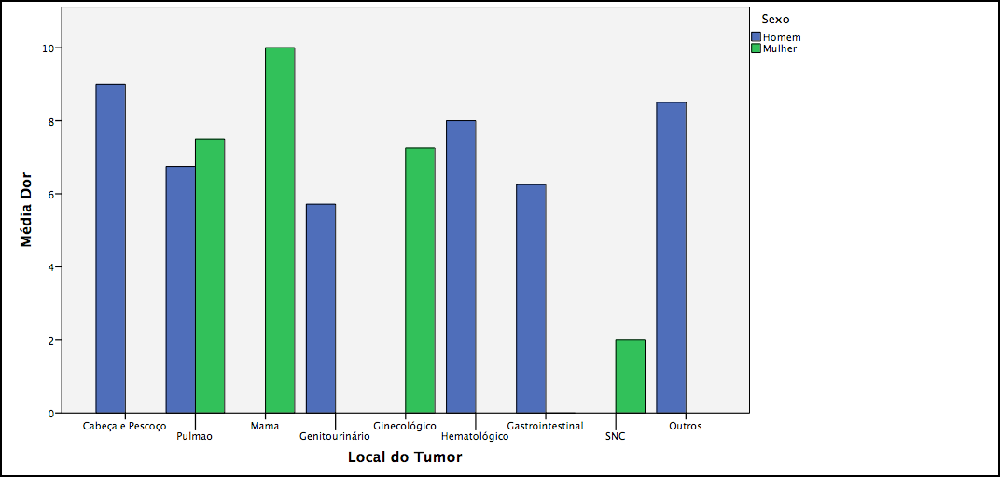 Sexo
Homem
Mulher
Média Dor
10
8
6
4
2
0
Cabeça e Pescoço
Pulmao
Mama
Genitourinário
Ginecológico
Hematológico
Gastrointestinal
SNC
Outros
Local do Tumor